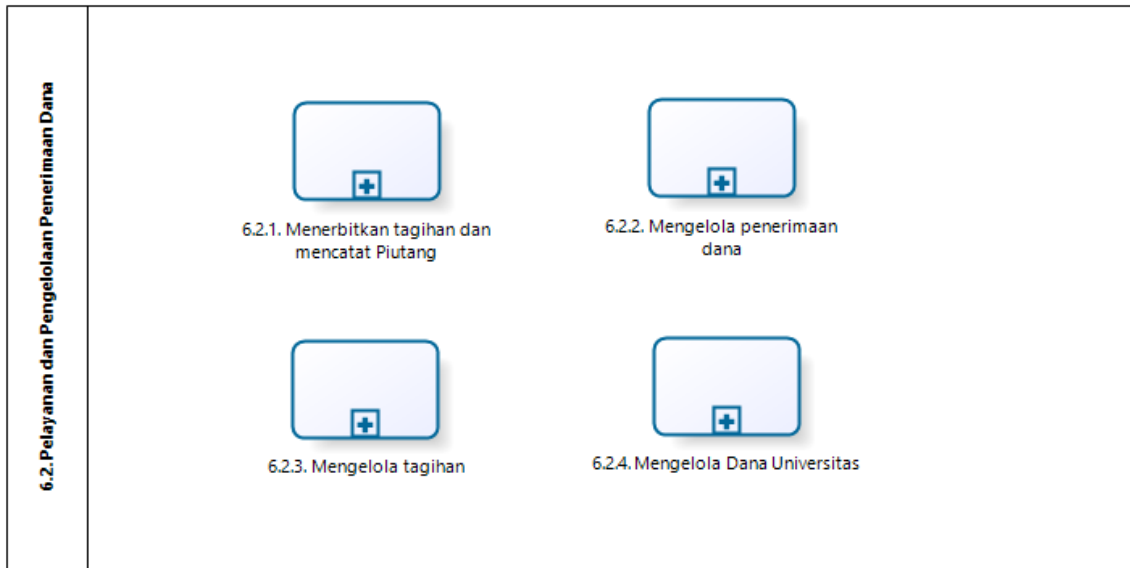 6.2. Pelayanan dan Pengelolaan Penerimaan Dana
6.2.1. Menerbitkan tagihan dan
mencatat Piutang
6.2.2. Mengelola penerimaan
dana
6.2.3. Mengelola tagihan
6.2.4. Mengelola Dana Universitas